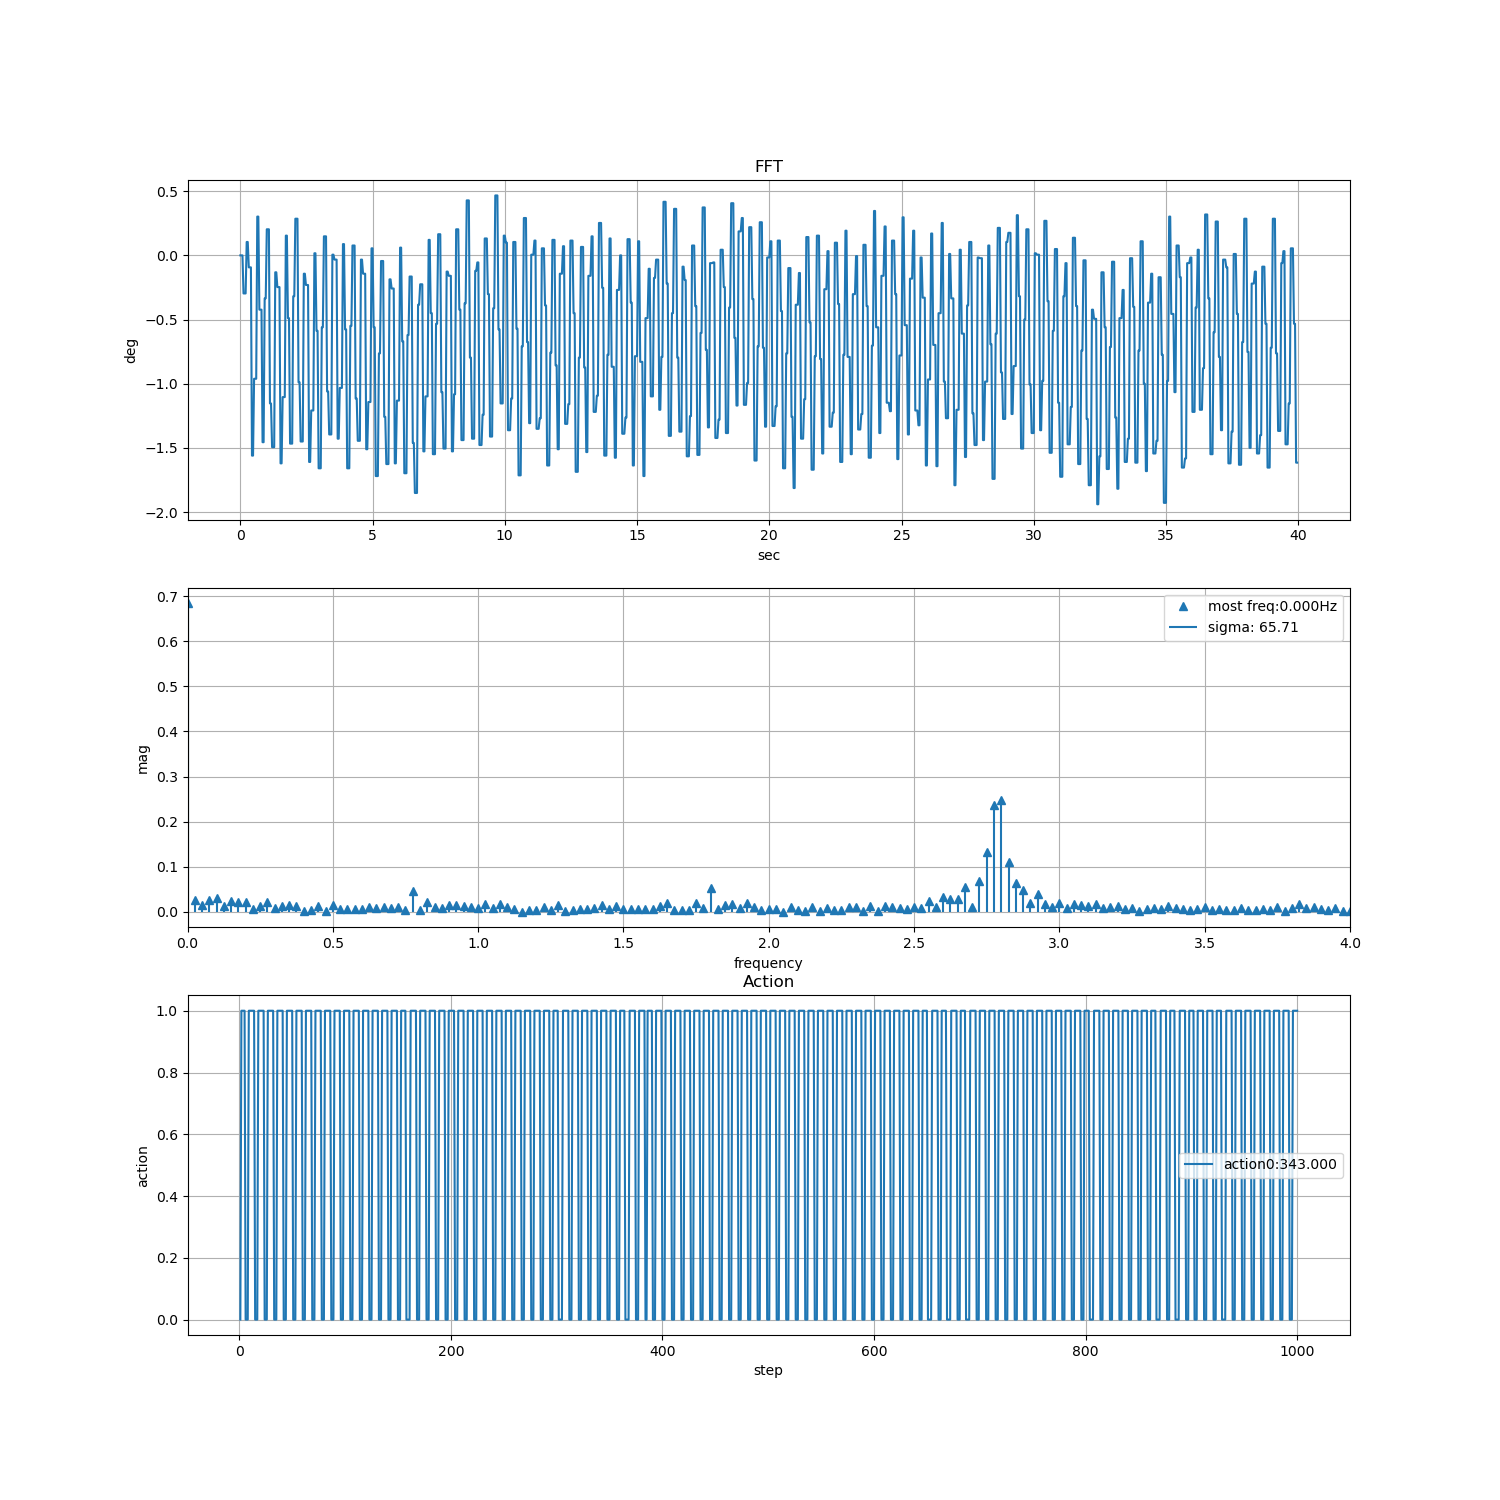 FFT
0.5
0.0
−0.5
−1.0
−1.5
−2.0
deg
0 5 10 15 20 25 30 35 40
sec
0.7
0.6
0.5
0.4
0.3
0.2
0.1
0.0
mag
most freq:0.000Hz
sigma: 65.71
0.0 0.5 1.0 1.5 2.0 2.5 3.0 3.5 4.0
frequency
Action
1.0
0.8
0.6
0.4
0.2
0.0
action
action0:343.000
0 200 400 600 800 1000
step